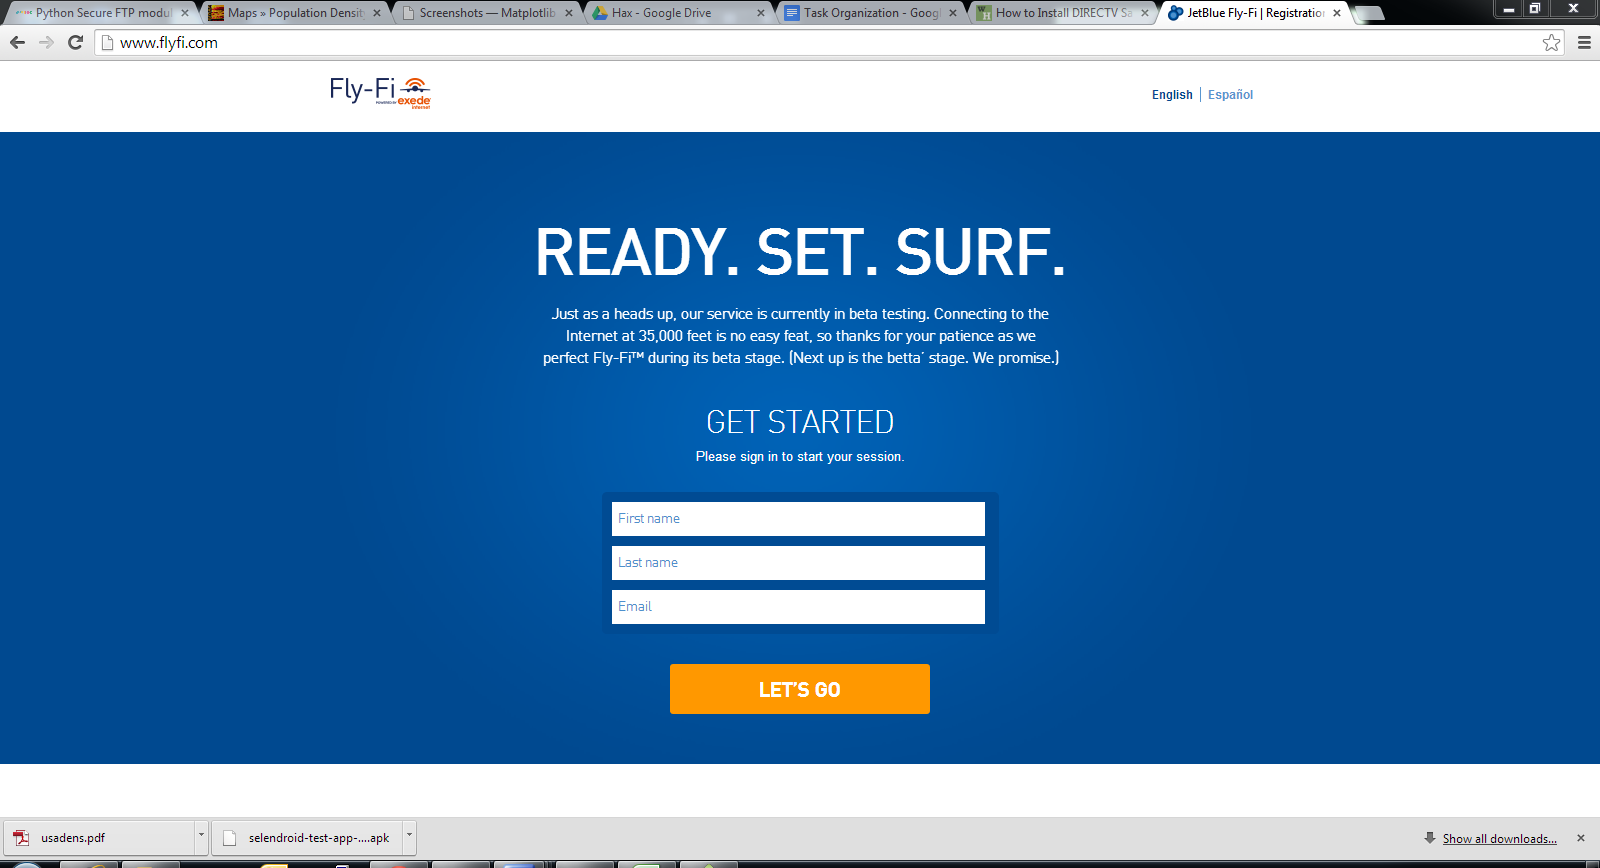 Python Secure FTP modul
Maps » Population Densit
Screenshots — Matplotlib
Hax - Google Drive
Task Organization - Googl
How to Install DIRECTV Sa
JetBlue Fly-Fi | Registration
www.flyfi.com
Fly-Fi
POWERED BY exede
internet
English | Español
READY. SET. SURF.
Just as a heads up, our service is currently in beta testing. Connecting to the
Internet at 35,000 feet is no easy feat, so thanks for your patience as we
perfect Fly-Fi™ during its beta stage. (Next up is the betta' stage. We promise.)
GET STARTED
Please sign in to start your session.
First name
Last name
Email
LET'S GO
usadens.pdf
selendroid-test-app-....apk
Show all downloads...